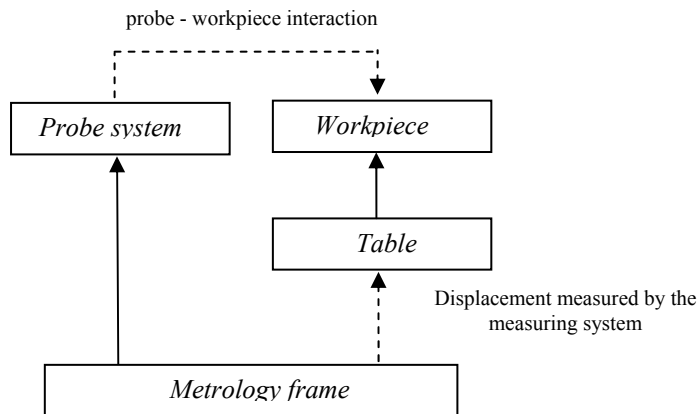 probe - workpiece interaction
Probe system
Workpiece
Table
Displacement measured by the
measuring system
Metrology frame